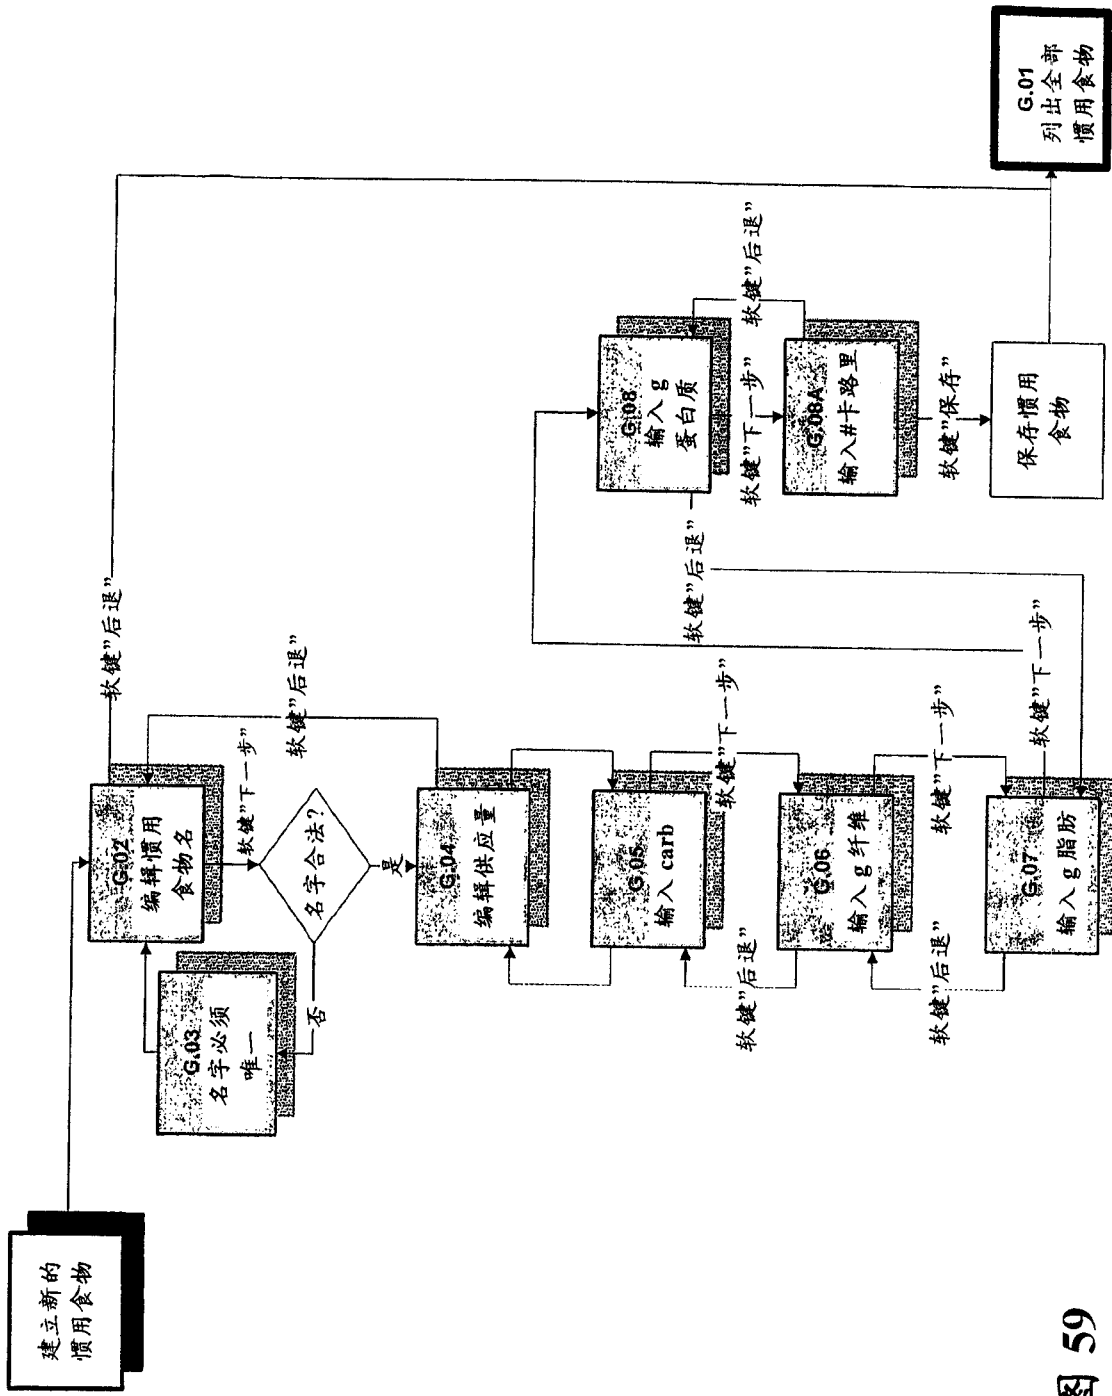 建立新的
惯用食物
G.02
编辑惯用
食物名
软键”后退”
G.03
名字必须
唯一
软键”下一步”
名字合法?
否
是
软键”后退”
G.04
编辑供应量
G.05
输入 carb
软键”下一步”
软键”后退”
G.06
输入 g 纤维
软键”下一步”
软键”后退”
G.07
输入 g 脂肪
软键”下一步”
软键”后退”
G.08
输入 g
蛋白质
软键”下一步”
软键”后退”
G.08A
输入#卡路里
软键”保存”
保存惯用
食物
G.01
列出全部
惯用食物
图 59